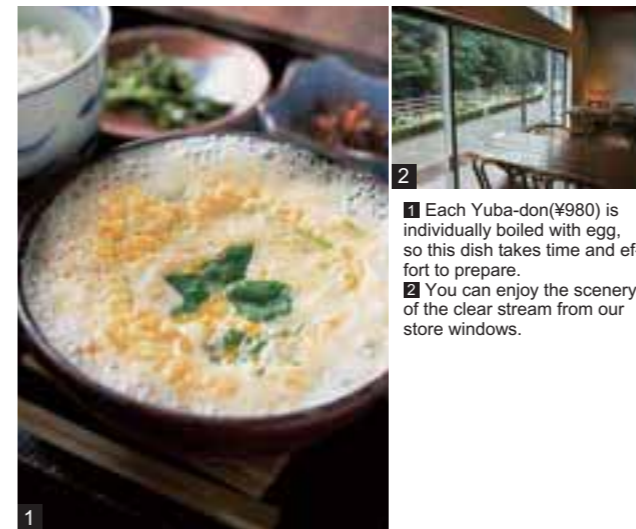 1
2
1 Each Yuba-don(¥980) is
individually boiled with egg,
so this dish takes time and ef-
fort to prepare.
2 You can enjoy the scenery
of the clear stream from our
store windows.